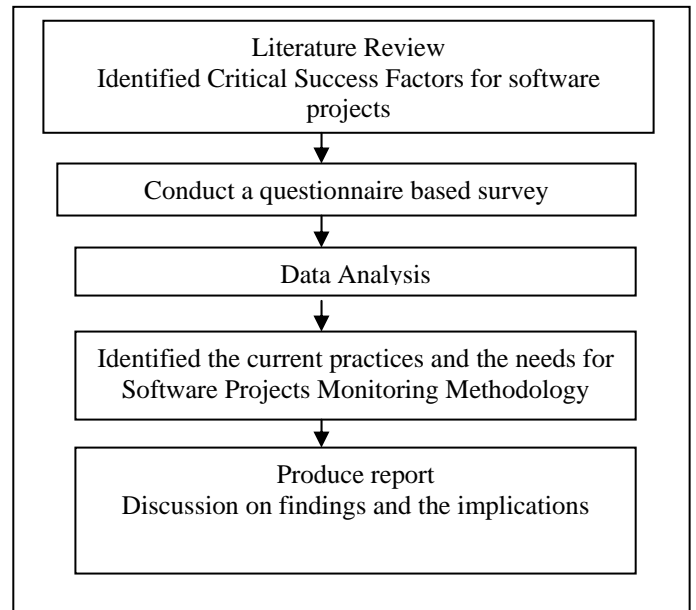 Literature Review
Identified Critical Success Factors for software
projects
Conduct a questionnaire based survey
Data Analysis
Identified the current practices and the needs for
Software Projects Monitoring Methodology
Produce report
Discussion on findings and the implications